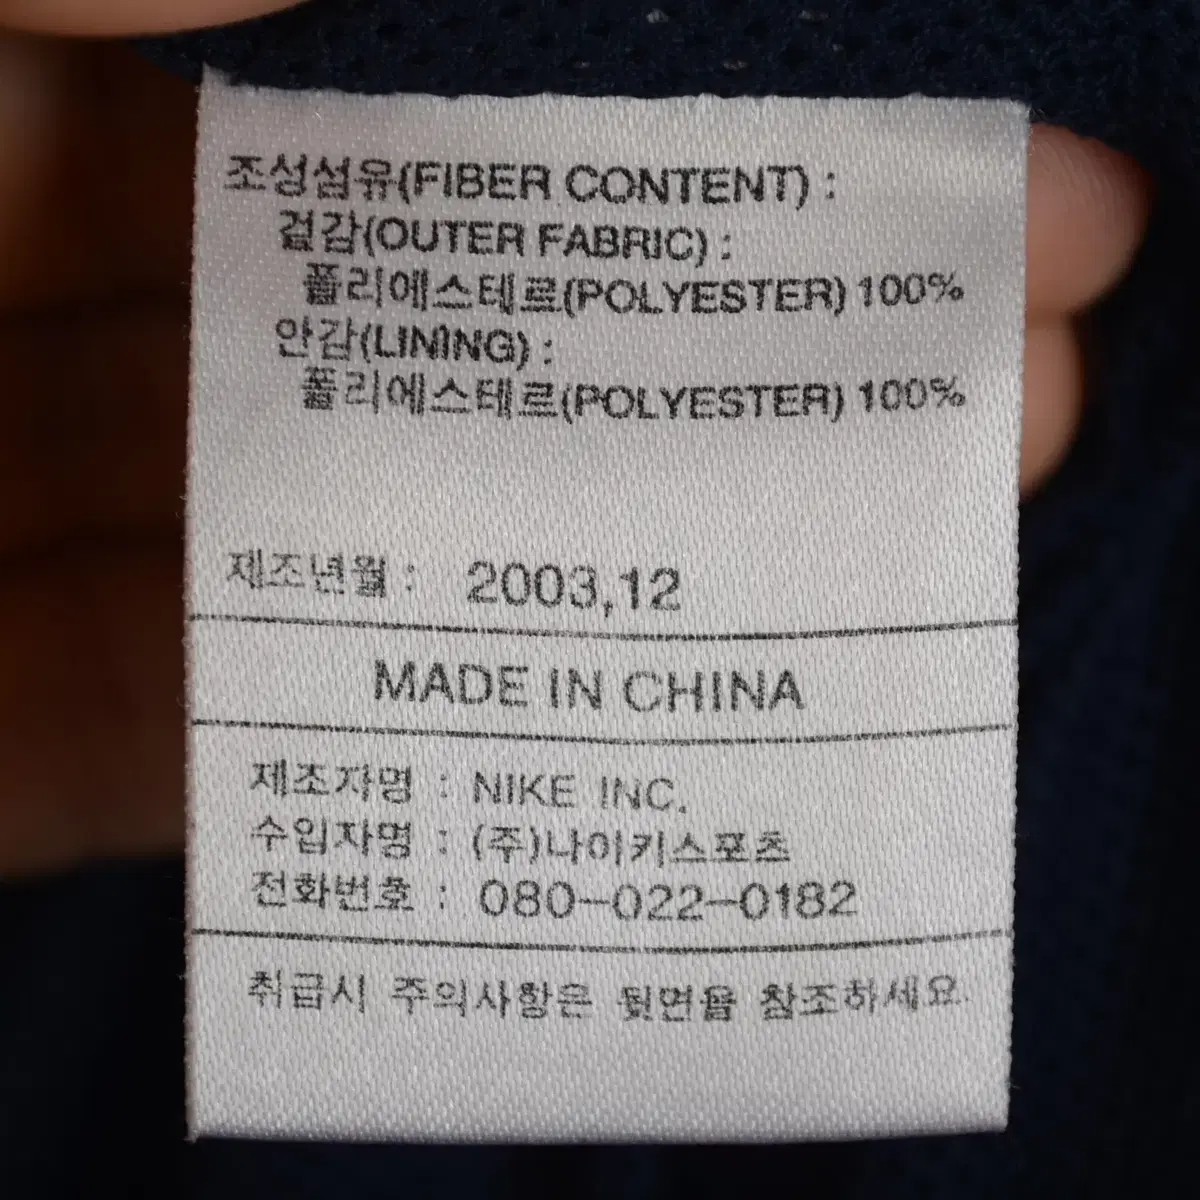 조성섬유(FIBER CONTENT) :
겉감(OUTER FABRIC) :
폴리에스테르(POLYESTER) 100%
안감(LINING) :
폴리에스테르(POLYESTER) 100%
제조년월 : 2003,12
MADE IN CHINA
제조자명 : NIKE INC.
수입자명 : (주)나이키스포츠
전화번호 : 080-022-0182
취급시 주의사항은 뒷면을 참조하세요.